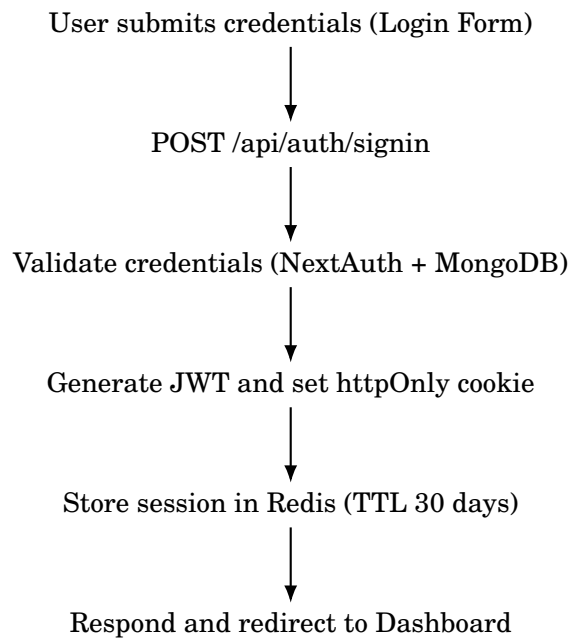 User submits credentials (Login Form)
POST /api/auth/signin
Validate credentials (NextAuth + MongoDB)
Generate JWT and set httpOnly cookie
Store session in Redis (TTL 30 days)
Respond and redirect to Dashboard